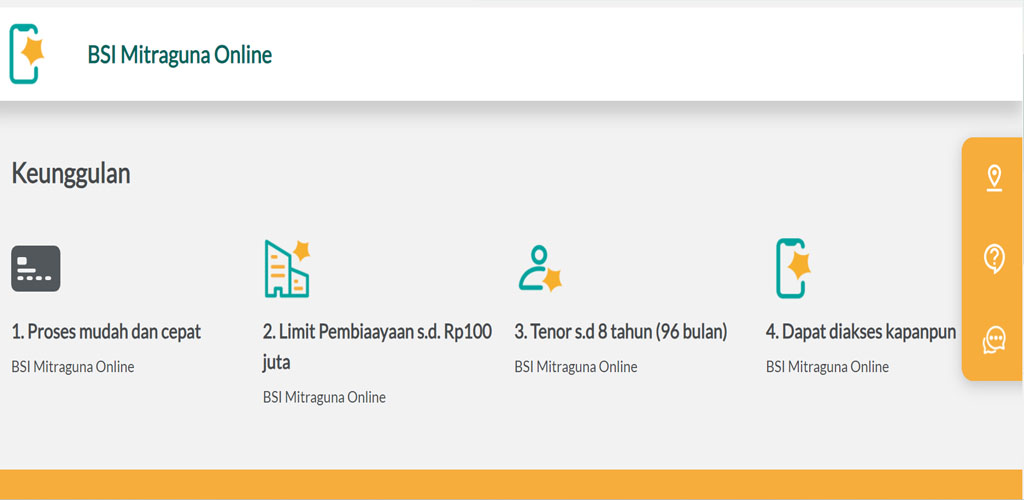 BSI Mitraguna Online
Keunggulan
1. Proses mudah dan cepat
BSI Mitraguna Online
2. Limit Pembiaayaan s.d. Rp100
juta
BSI Mitraguna Online
3. Tenor s.d 8 tahun (96 bulan)
BSI Mitraguna Online
4. Dapat diakses kapanpun
BSI Mitraguna Online